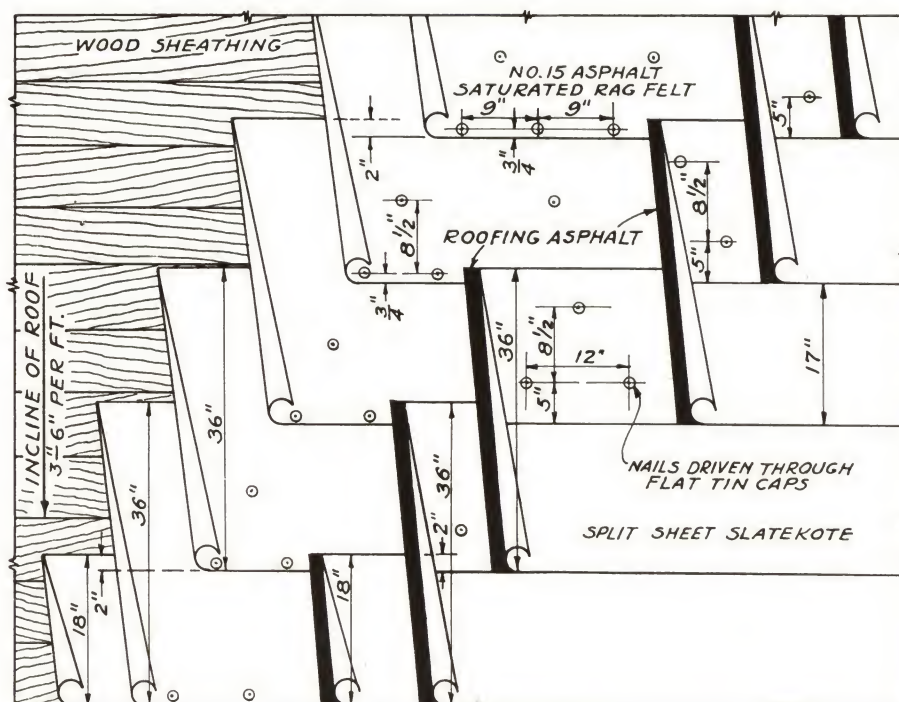 WOOD SHEATHING
NO. 15 ASPHALT
SATURATED RAG FELT
9" 9"
2"
3/4"
5"
8 1/2"
8 1/2"
ROOFING ASPHALT
5"
3/4"
INCLINE OF ROOF
3"-6" PER FT.
36"
36"
8 1/2"
12"
5"
17"
NAILS DRIVEN THROUGH
FLAT TIN CAPS
SPLIT SHEET SLATEKOTE
36"
36"
2"
2"
18"
18"